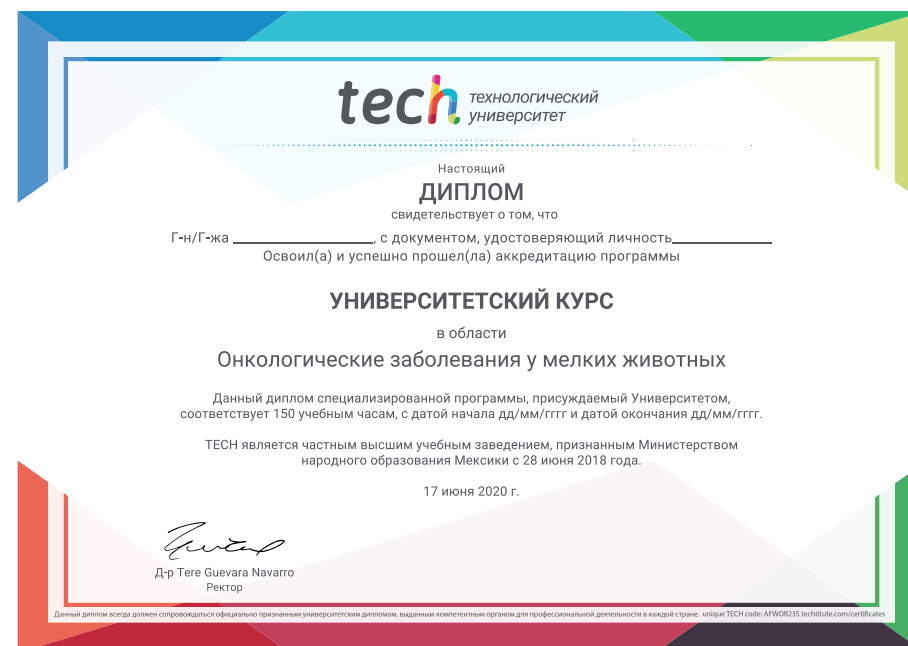 tech технологический
университет
Настоящий
ДИПЛОМ
свидетельствует о том, что
Г-н/Г-жа ____________________, с документом, удостоверяющий личность______________
Освоил(а) и успешно прошел(ла) аккредитацию программы
УНИВЕРСИТЕТСКИЙ КУРС
в области
Онкологические заболевания у мелких животных
Данный диплом специализированной программы, присуждаемый Университетом,
соответствует 150 учебным часам, с датой начала дд/мм/гггг и датой окончания дд/мм/гггг.
TECH является частным высшим учебным заведением, признанным Министерством
народного образования Мексики с 28 июня 2018 года.
17 июня 2020 г.
Д-р Tere Guevara Navarro
Ректор
Данный диплом всегда должен сопровождаться официально признанным университетским дипломом, выданным компетентным органом для профессиональной деятельности в каждой стране. unique TECH code: AFWOR23S techtitute.com/certificates